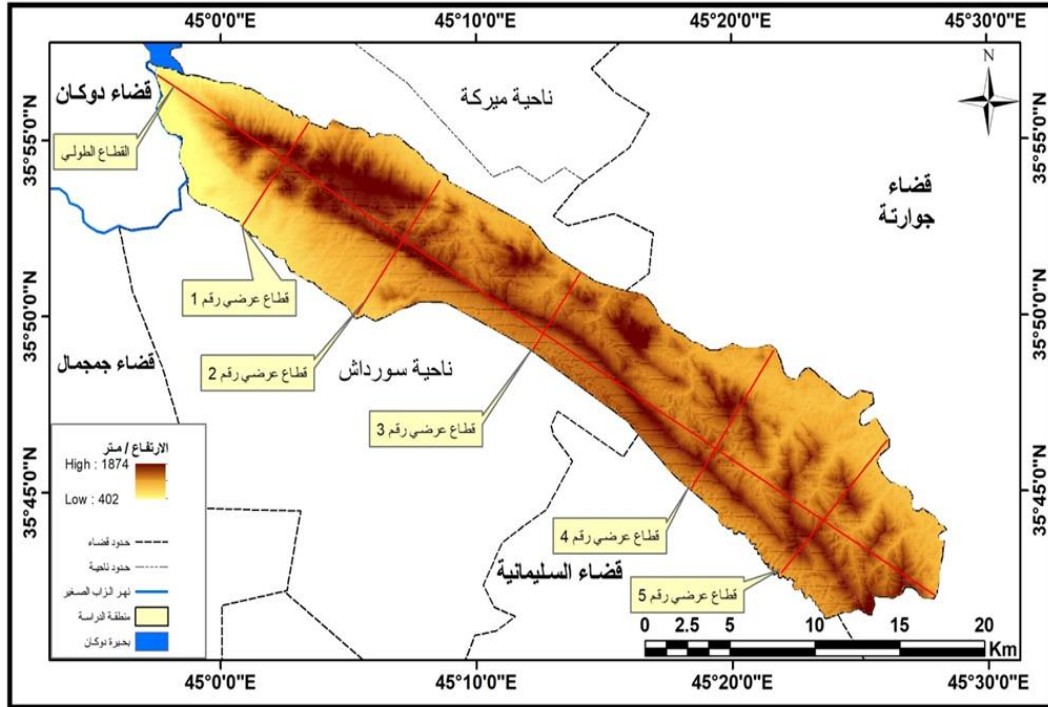 45°0'0"E
45°10'0"E
45°20'0"E
45°30'0"E
N
قضاء دوكان
ناحية ميركة
35°55'0"N
35°55'0"N
القطاع الطولي
قضاء
جوارتة
قطاع عرضي رقم 1
35°50'0"N
35°50'0"N
قضاء جمجمال
قطاع عرضي رقم 2
ناحية سورداش
قطاع عرضي رقم 3
الارتفاع / متر
High : 1874
Low : 402
35°45'0"N
35°45'0"N
قطاع عرضي رقم 4
قضاء السليمانية
قطاع عرضي رقم 5
حدود قضاء
حدود ناحية
نهر الزاب الصغير
منطقة الدراسة
بحيرة دوكان
0 2.5 5 10 15 20
Km
45°0'0"E
45°10'0"E
45°20'0"E
45°30'0"E